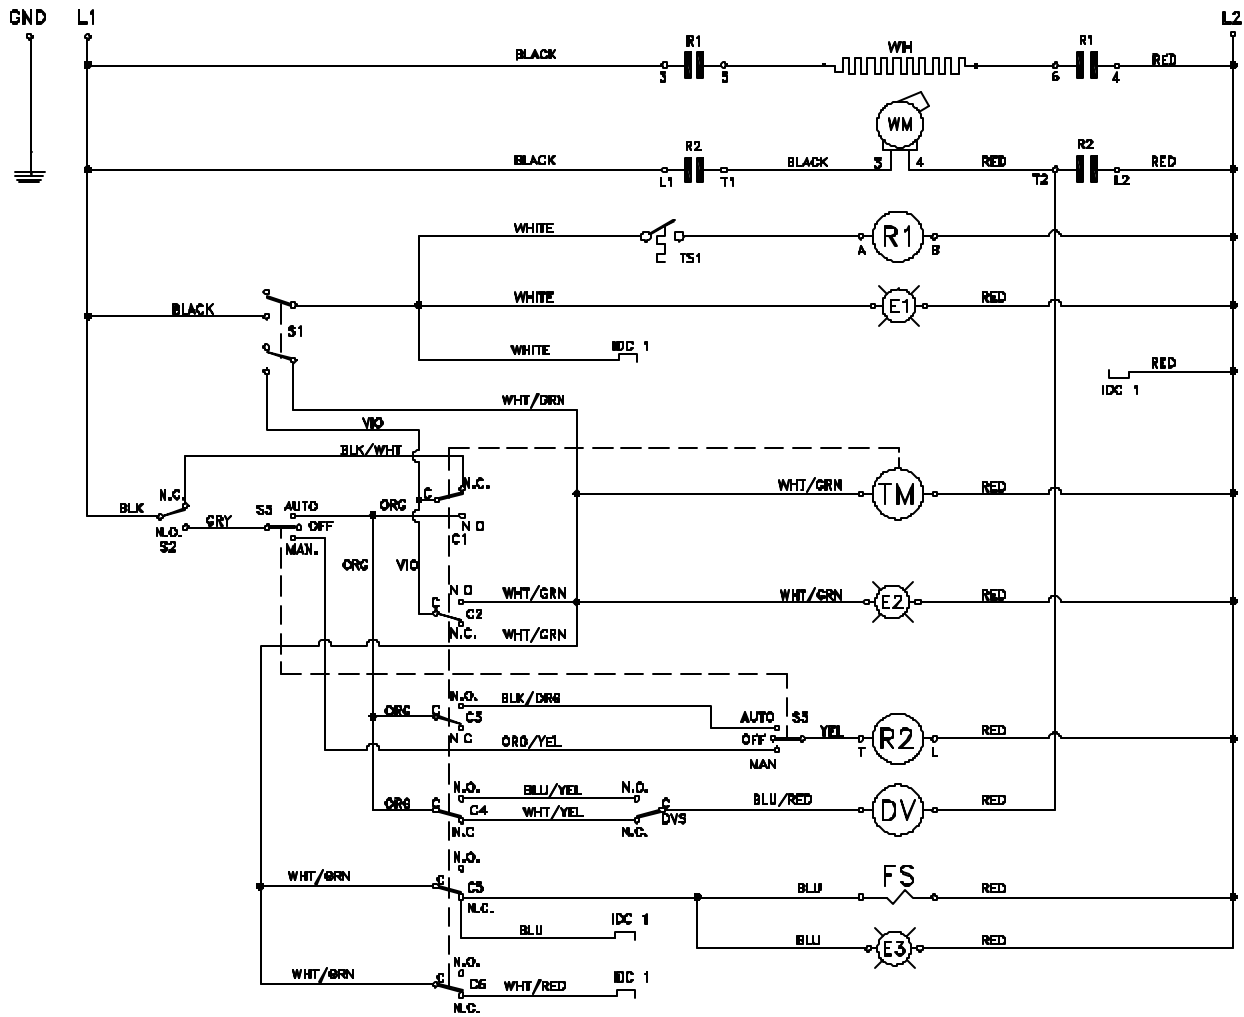 GND L1 L2
R1 WH R1
BLACK RED
3 5 6 4
WM
R2 R2
BLACK BLACK 3 4 RED RED
L1 T1 T2 L2
WHITE R1
TS1 A B
BLACK WHITE E1 RED
S1
WHITE IDC 1
RED
IDC 1
WHT/GRN
VIO
BLK/WHT
N.C. C N.C. WHT/GRN TM RED
BLK GRY S3 AUTO ORG
OFF N O
N.O. C1
S2 MAN.
ORG VIO
N O WHT/GRN WHT/GRN E2 RED
C C2
N.C. WHT/GRN
N.O. BLK/ORG
ORG C C3 AUTO S3
N C ORG/YEL OFF YEL R2 RED
MAN T L
N.O. BLU/YEL N.O.
ORG C C4 WHT/YEL C BLU/RED DV RED
N.C N.C. DVS
N.O.
WHT/GRN C C5 FS
BLU RED
N.C.
BLU IDC 1
BLU E3 RED
N.O.
WHT/GRN C C6 WHT/RED IDC 1
N.C.